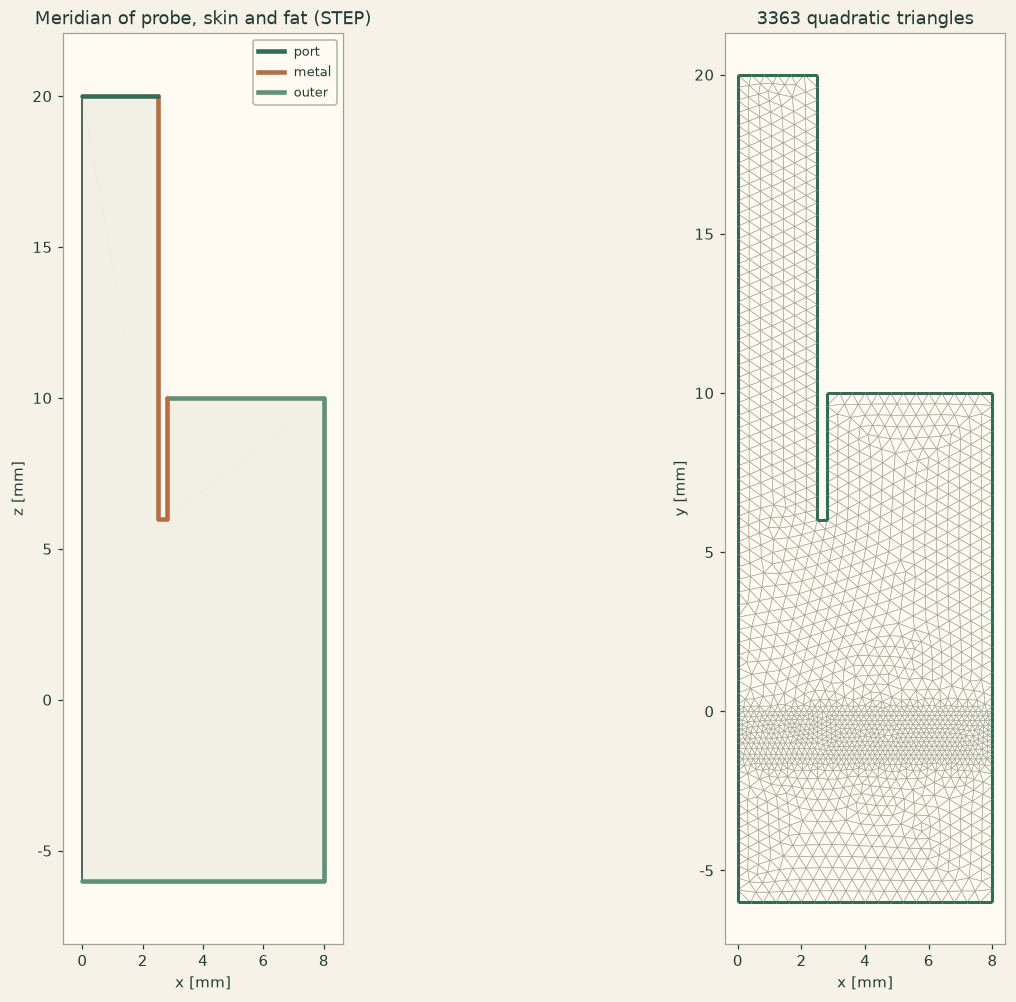 Meridian of probe, skin and fat (STEP)
port
metal
outer
20
15
10
5
0
-5
z [mm]
0 2 4 6 8
x [mm]
3363 quadratic triangles
20
15
10
5
0
-5
y [mm]
0 2 4 6 8
x [mm]